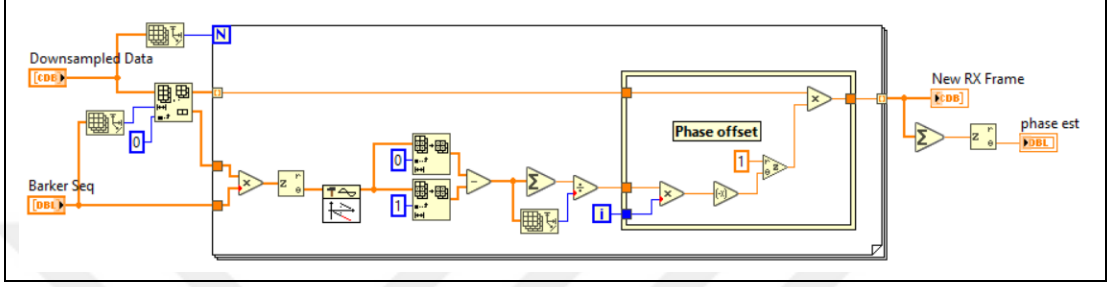 N
Downsampled Data
[CDB]
New RX Frame
[CDB]
Phase offset
phase est
DBL
0
1
0
1
i
Barker Seq
[DBL]
z
r
θ
z
r
θ
r
θ
z